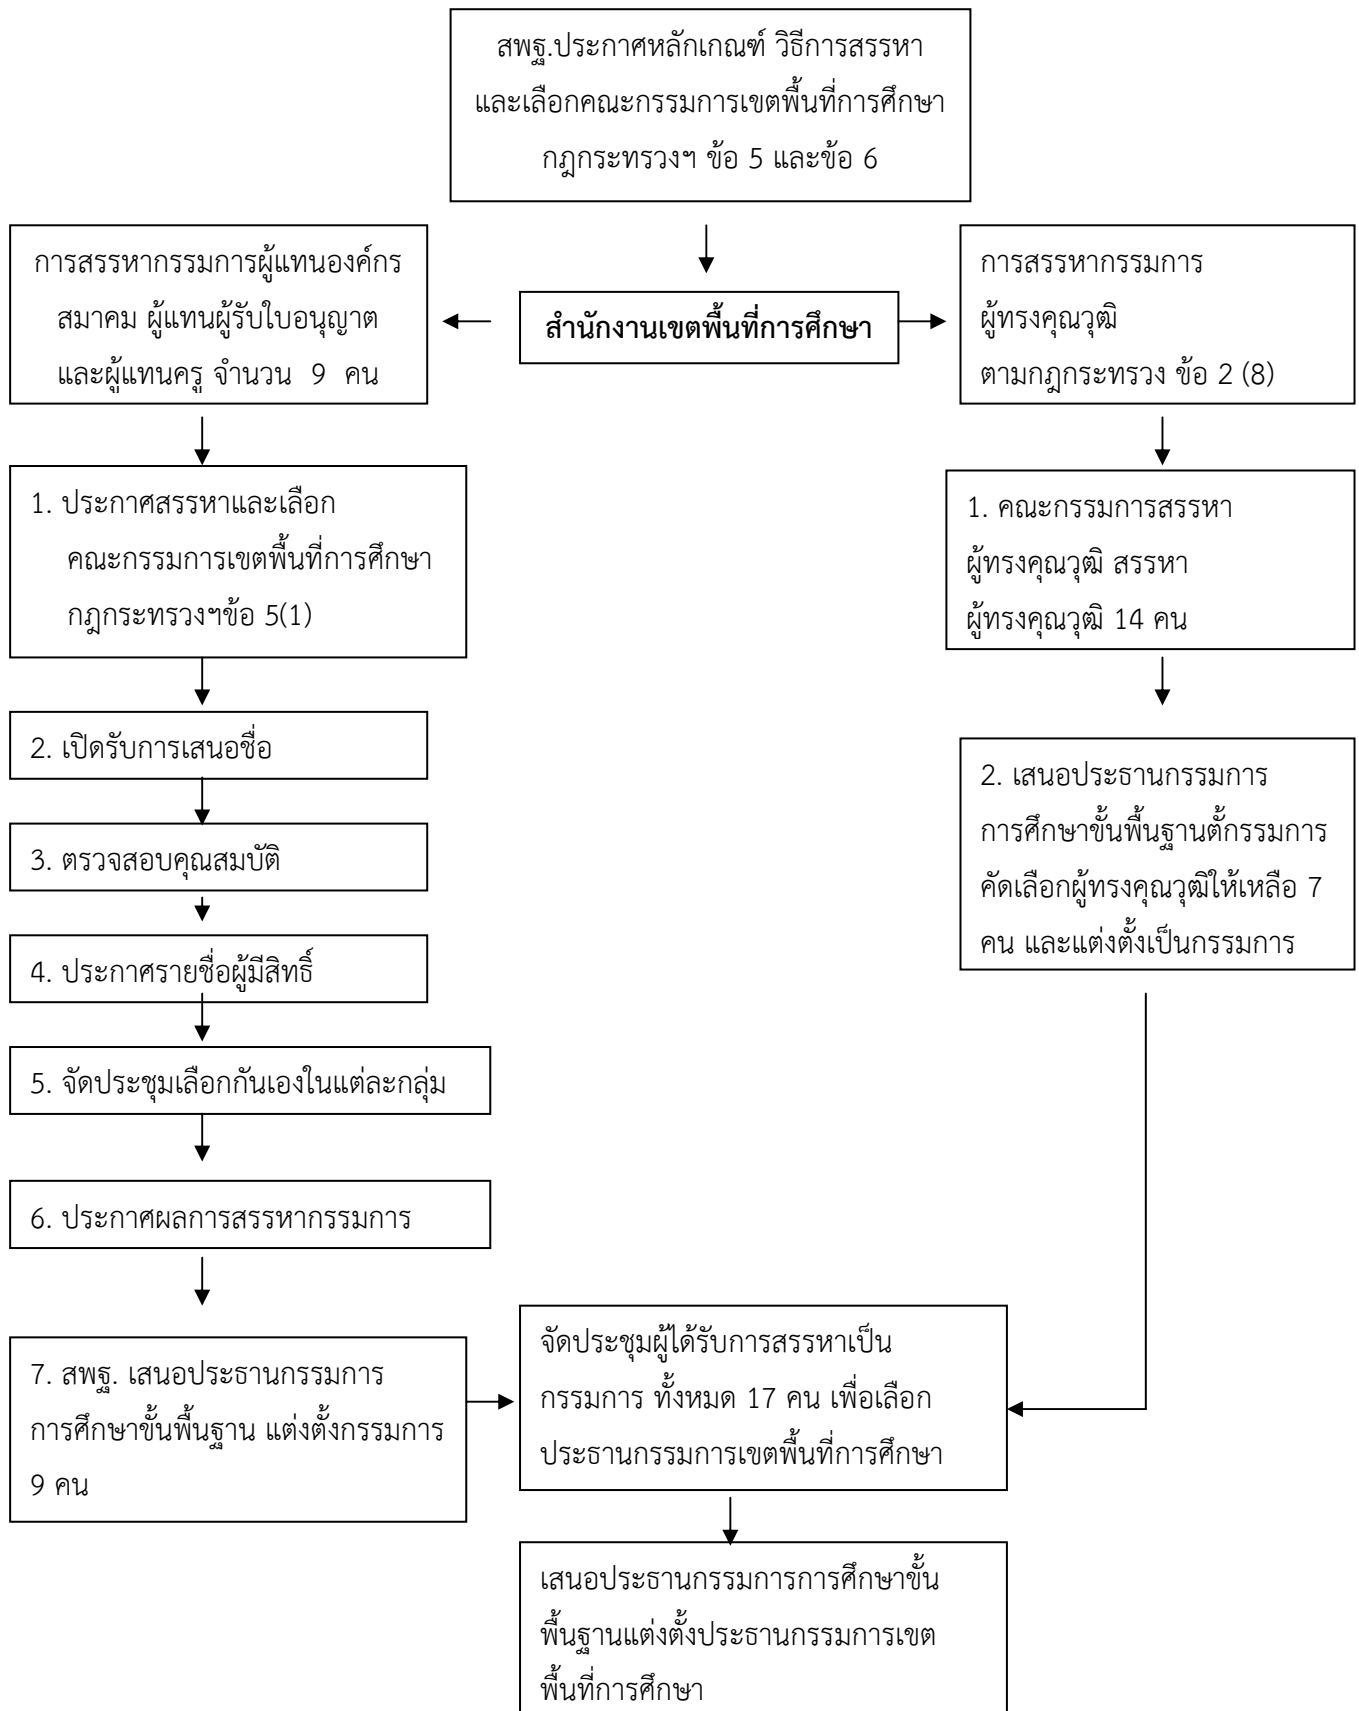 สพฐ.ประกาศหลักเกณฑ์ วิธีการสรรหา
และเลือกคณะกรรมการเขตพื้นที่การศึกษา
กฎกระทรวงฯ ข้อ 5 และข้อ 6
การสรรหากรรมการผู้แทนองค์กร
สมาคม ผู้แทนผู้รับใบอนุญาต
และผู้แทนครู จำนวน 9 คน
สำนักงานเขตพื้นที่การศึกษา
การสรรหากรรมการ
ผู้ทรงคุณวุฒิ
ตามกฎกระทรวง ข้อ 2 (8)
1. ประกาศสรรหาและเลือก
คณะกรรมการเขตพื้นที่การศึกษา
กฎกระทรวงฯข้อ 5(1)
2. เปิดรับการเสนอชื่อ
3. ตรวจสอบคุณสมบัติ
4. ประกาศรายชื่อผู้มีสิทธิ์
5. จัดประชุมเลือกกันเองในแต่ละกลุ่ม
6. ประกาศผลการสรรหากรรมการ
7. สพฐ. เสนอประธานกรรมการ
การศึกษาขั้นพื้นฐาน แต่งตั้งกรรมการ
9 คน
1. คณะกรรมการสรรหา
ผู้ทรงคุณวุฒิ สรรหา
ผู้ทรงคุณวุฒิ 14 คน
2. เสนอประธานกรรมการ
การศึกษาขั้นพื้นฐานตั้กรรมการ
คัดเลือกผู้ทรงคุณวุฒิให้เหลือ 7
คน และแต่งตั้งเป็นกรรมการ
จัดประชุมผู้ได้รับการสรรหาเป็น
กรรมการ ทั้งหมด 17 คน เพื่อเลือก
ประธานกรรมการเขตพื้นที่การศึกษา
เสนอประธานกรรมการการศึกษาขั้น
พื้นฐานแต่งตั้งประธานกรรมการเขต
พื้นที่การศึกษา